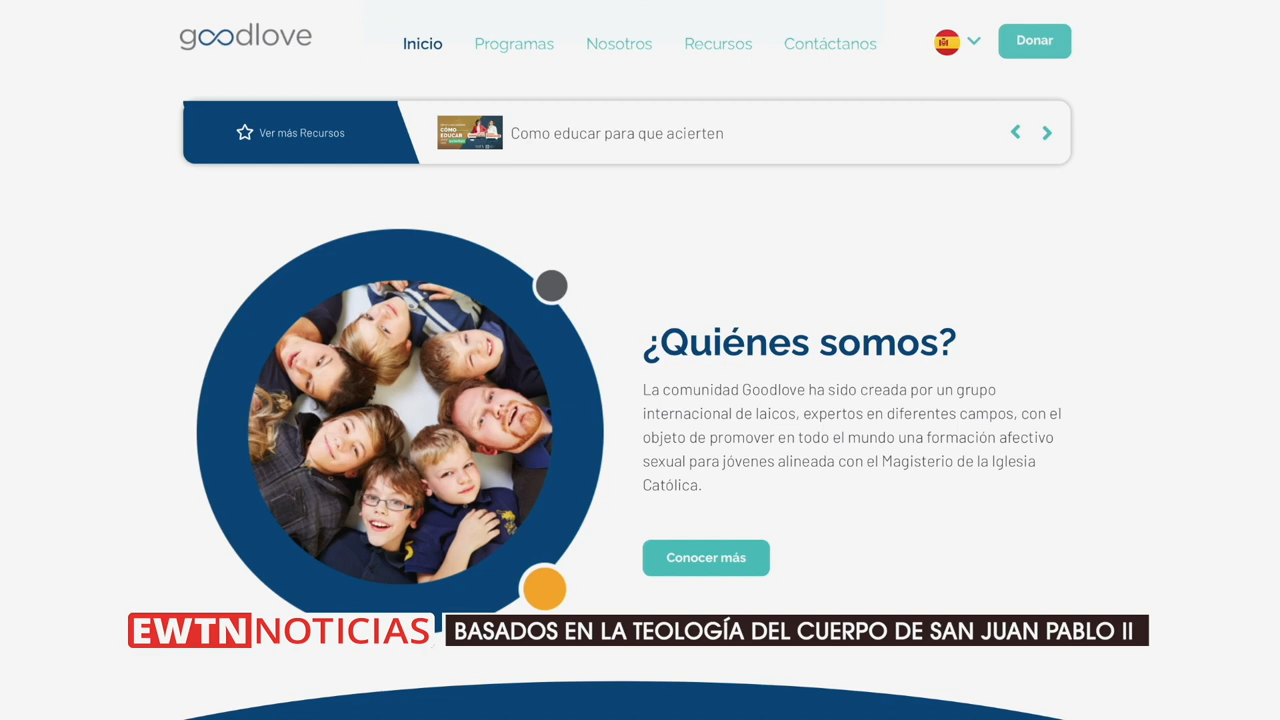 goodlove
Inicio
Programas
Nosotros
Recursos
Contáctanos
Donar
Ver más Recursos
CÓMO
EDUCAR
Como educar para que acierten
¿Quiénes somos?
La comunidad Goodlove ha sido creada por un grupo
internacional de laicos, expertos en diferentes campos, con el
objeto de promover en todo el mundo una formación afectivo
sexual para jóvenes alineada con el Magisterio de la Iglesia
Católica.
Conocer más
EWTN NOTICIAS
BASADOS EN LA TEOLOGÍA DEL CUERPO DE SAN JUAN PABLO II